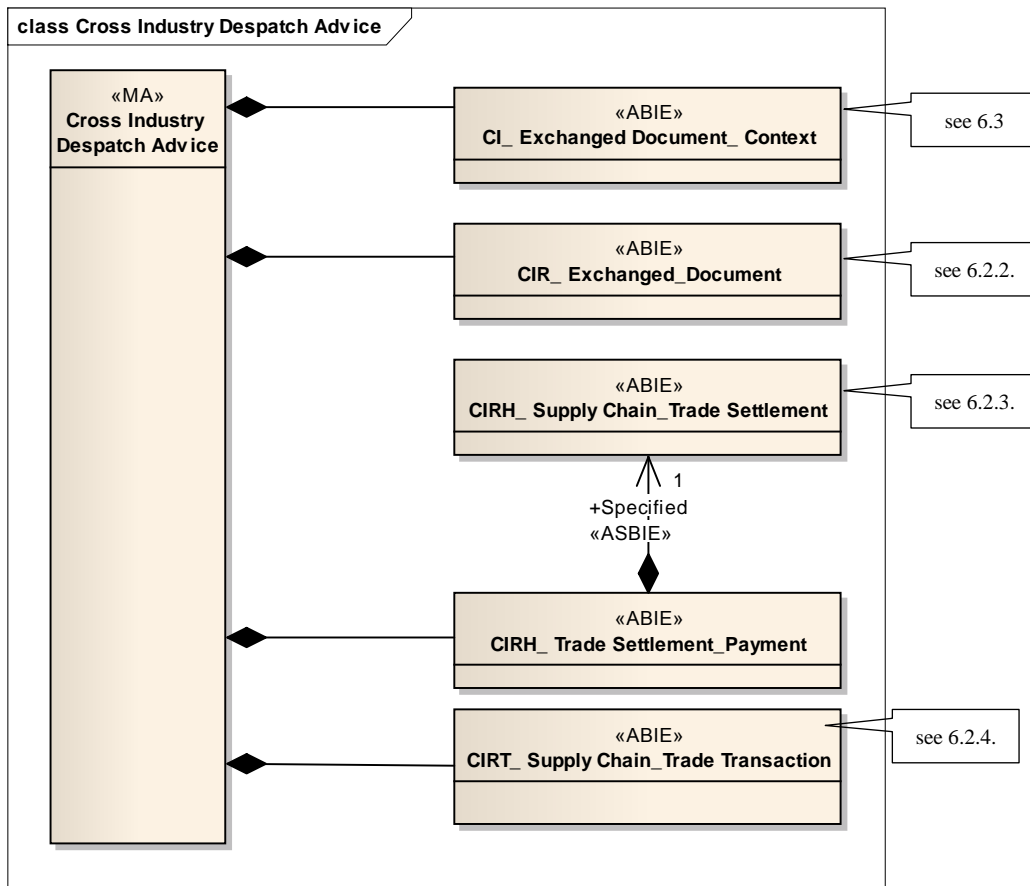 class Cross Industry Despatch Advice
«MA»
Cross Industry
Despatch Advice
«ABIE»
CI_ Exchanged Document_ Context
see 6.3
«ABIE»
CIR_ Exchanged_Document
see 6.2.2.
«ABIE»
CIRH_ Supply Chain_Trade Settlement
see 6.2.3.
1
+Specified
«ASBIE»
«ABIE»
CIRH_ Trade Settlement_Payment
«ABIE»
CIRT_ Supply Chain_Trade Transaction
see 6.2.4.